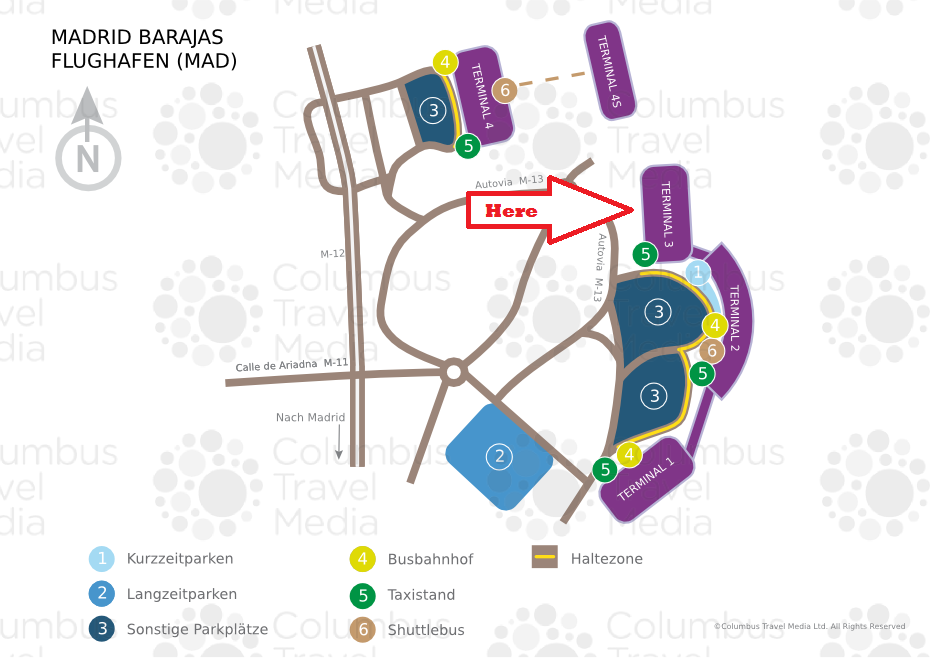 MADRID BARAJAS
FLUGHAFEN (MAD)
N
4
TERMINAL 4
3
6
5
TERMINAL 4S
Autovia M-13
Here
TERMINAL 3
M-12
Autovia M-13
5
1
3
4
TERMINAL 2
6
5
Calle de Ariadna M-11
3
Nach Madrid
2
4
5
TERMINAL 1
1 Kurzzeitparken
2 Langzeitparken
3 Sonstige Parkplätze
4 Busbahnhof
5 Taxistand
6 Shuttlebus
Haltezone
©Columbus Travel Media Ltd. All Rights Reserved
Columbus
Travel
Media